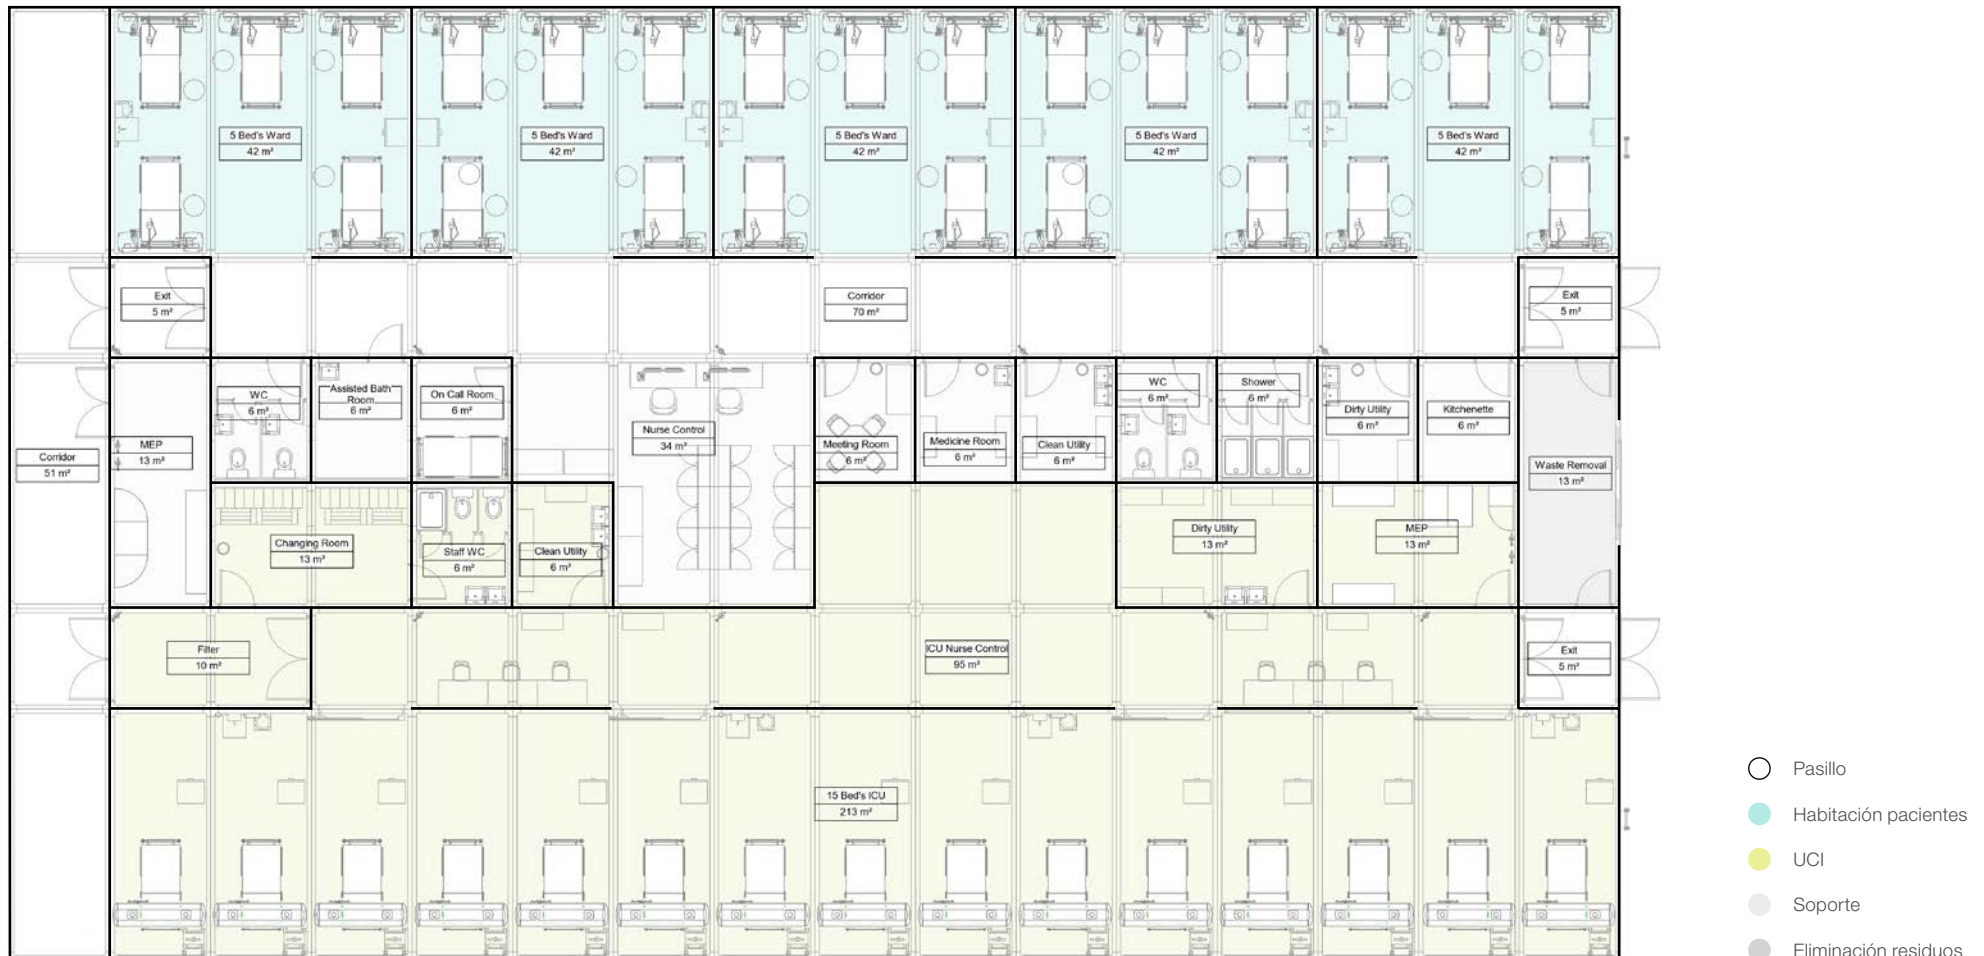 5 Bed's Ward
42 m²
5 Bed's Ward
42 m²
5 Bed's Ward
42 m²
5 Bed's Ward
42 m²
5 Bed's Ward
42 m²
Exit
5 m²
Corridor
70 m²
Exit
5 m²
Corridor
51 m²
MEP
13 m²
WC
6 m²
Assisted Bath
Room
6 m²
On Call Room
6 m²
Nurse Control
34 m²
Meeting Room
6 m²
Medicine Room
6 m²
Clean Utility
6 m²
WC
6 m²
Shower
6 m²
Dirty Utility
6 m²
Kitchenette
6 m²
Waste Removal
13 m²
Changing Room
13 m²
Staff WC
6 m²
Clean Utility
6 m²
Dirty Utility
13 m²
MEP
13 m²
Filter
10 m²
ICU Nurse Control
95 m²
Exit
5 m²
15 Bed's ICU
213 m²
Pasillo
Habitación pacientes
UCI
Soporte
Eliminación residuos